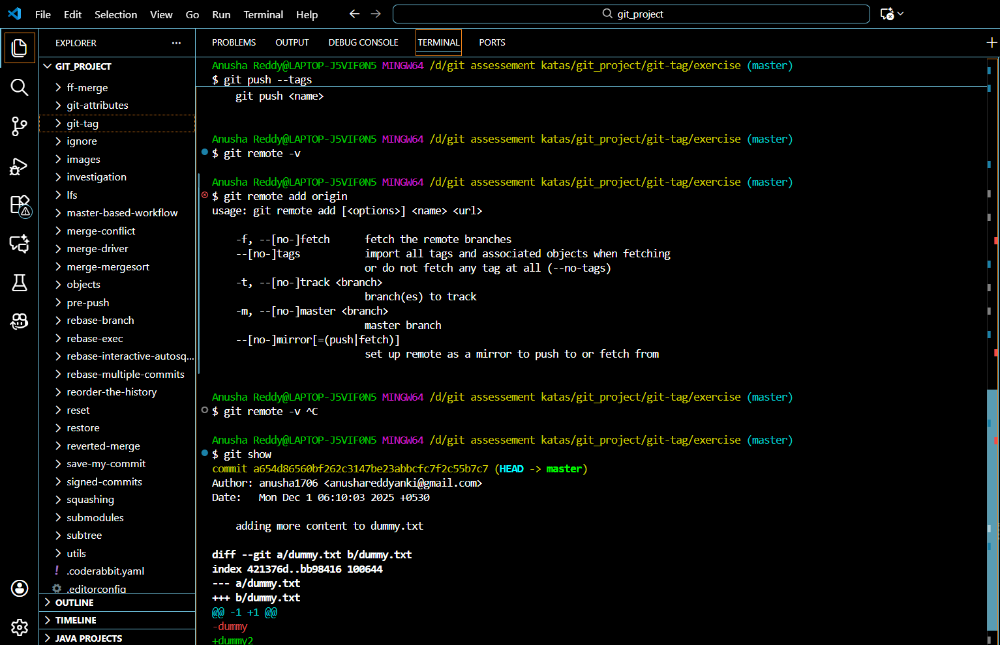 File Edit Selection View Go Run Terminal Help
git_project
EXPLORER
GIT_PROJECT
ff-merge
git-attributes
git-tag
ignore
images
investigation
lfs
master-based-workflow
merge-conflict
merge-driver
merge-mergesort
objects
pre-push
rebase-branch
rebase-exec
rebase-interactive-autosq...
rebase-multiple-commits
reorder-the-history
reset
restore
reverted-merge
save-my-commit
signed-commits
squashing
submodules
subtree
utils
! .coderabbit.yaml
.editorconfig
OUTLINE
TIMELINE
JAVA PROJECTS
PROBLEMS OUTPUT DEBUG CONSOLE TERMINAL PORTS
Anusha Reddy@LAPTOP-J5VIF0N5 MINGW64 /d/git assessement katas/git_project/git-tag/exercise (master)
$ git push --tags
git push <name>
Anusha Reddy@LAPTOP-J5VIF0N5 MINGW64 /d/git assessement katas/git_project/git-tag/exercise (master)
$ git remote -v
Anusha Reddy@LAPTOP-J5VIF0N5 MINGW64 /d/git assessement katas/git_project/git-tag/exercise (master)
$ git remote add origin
usage: git remote add [<options>] <name> <url>
-f, --[no-]fetch fetch the remote branches
--[no-]tags import all tags and associated objects when fetching
or do not fetch any tag at all (--no-tags)
-t, --[no-]track <branch>
branch(es) to track
-m, --[no-]master <branch>
master branch
--[no-]mirror[=(push|fetch)]
set up remote as a mirror to push to or fetch from
Anusha Reddy@LAPTOP-J5VIF0N5 MINGW64 /d/git assessement katas/git_project/git-tag/exercise (master)
$ git remote -v ^C
Anusha Reddy@LAPTOP-J5VIF0N5 MINGW64 /d/git assessement katas/git_project/git-tag/exercise (master)
$ git show
commit a654d86560bf262c3147be23abbcfc7f2c55b7c7 (HEAD -> master)
Author: anusha1706 <anushareddyanki@gmail.com>
Date: Mon Dec 1 06:10:03 2025 +0530
adding more content to dummy.txt
diff --git a/dummy.txt b/dummy.txt
index 421376d..bb98416 100644
--- a/dummy.txt
+++ b/dummy.txt
@@ -1 +1 @@
-dummy
+dummy2